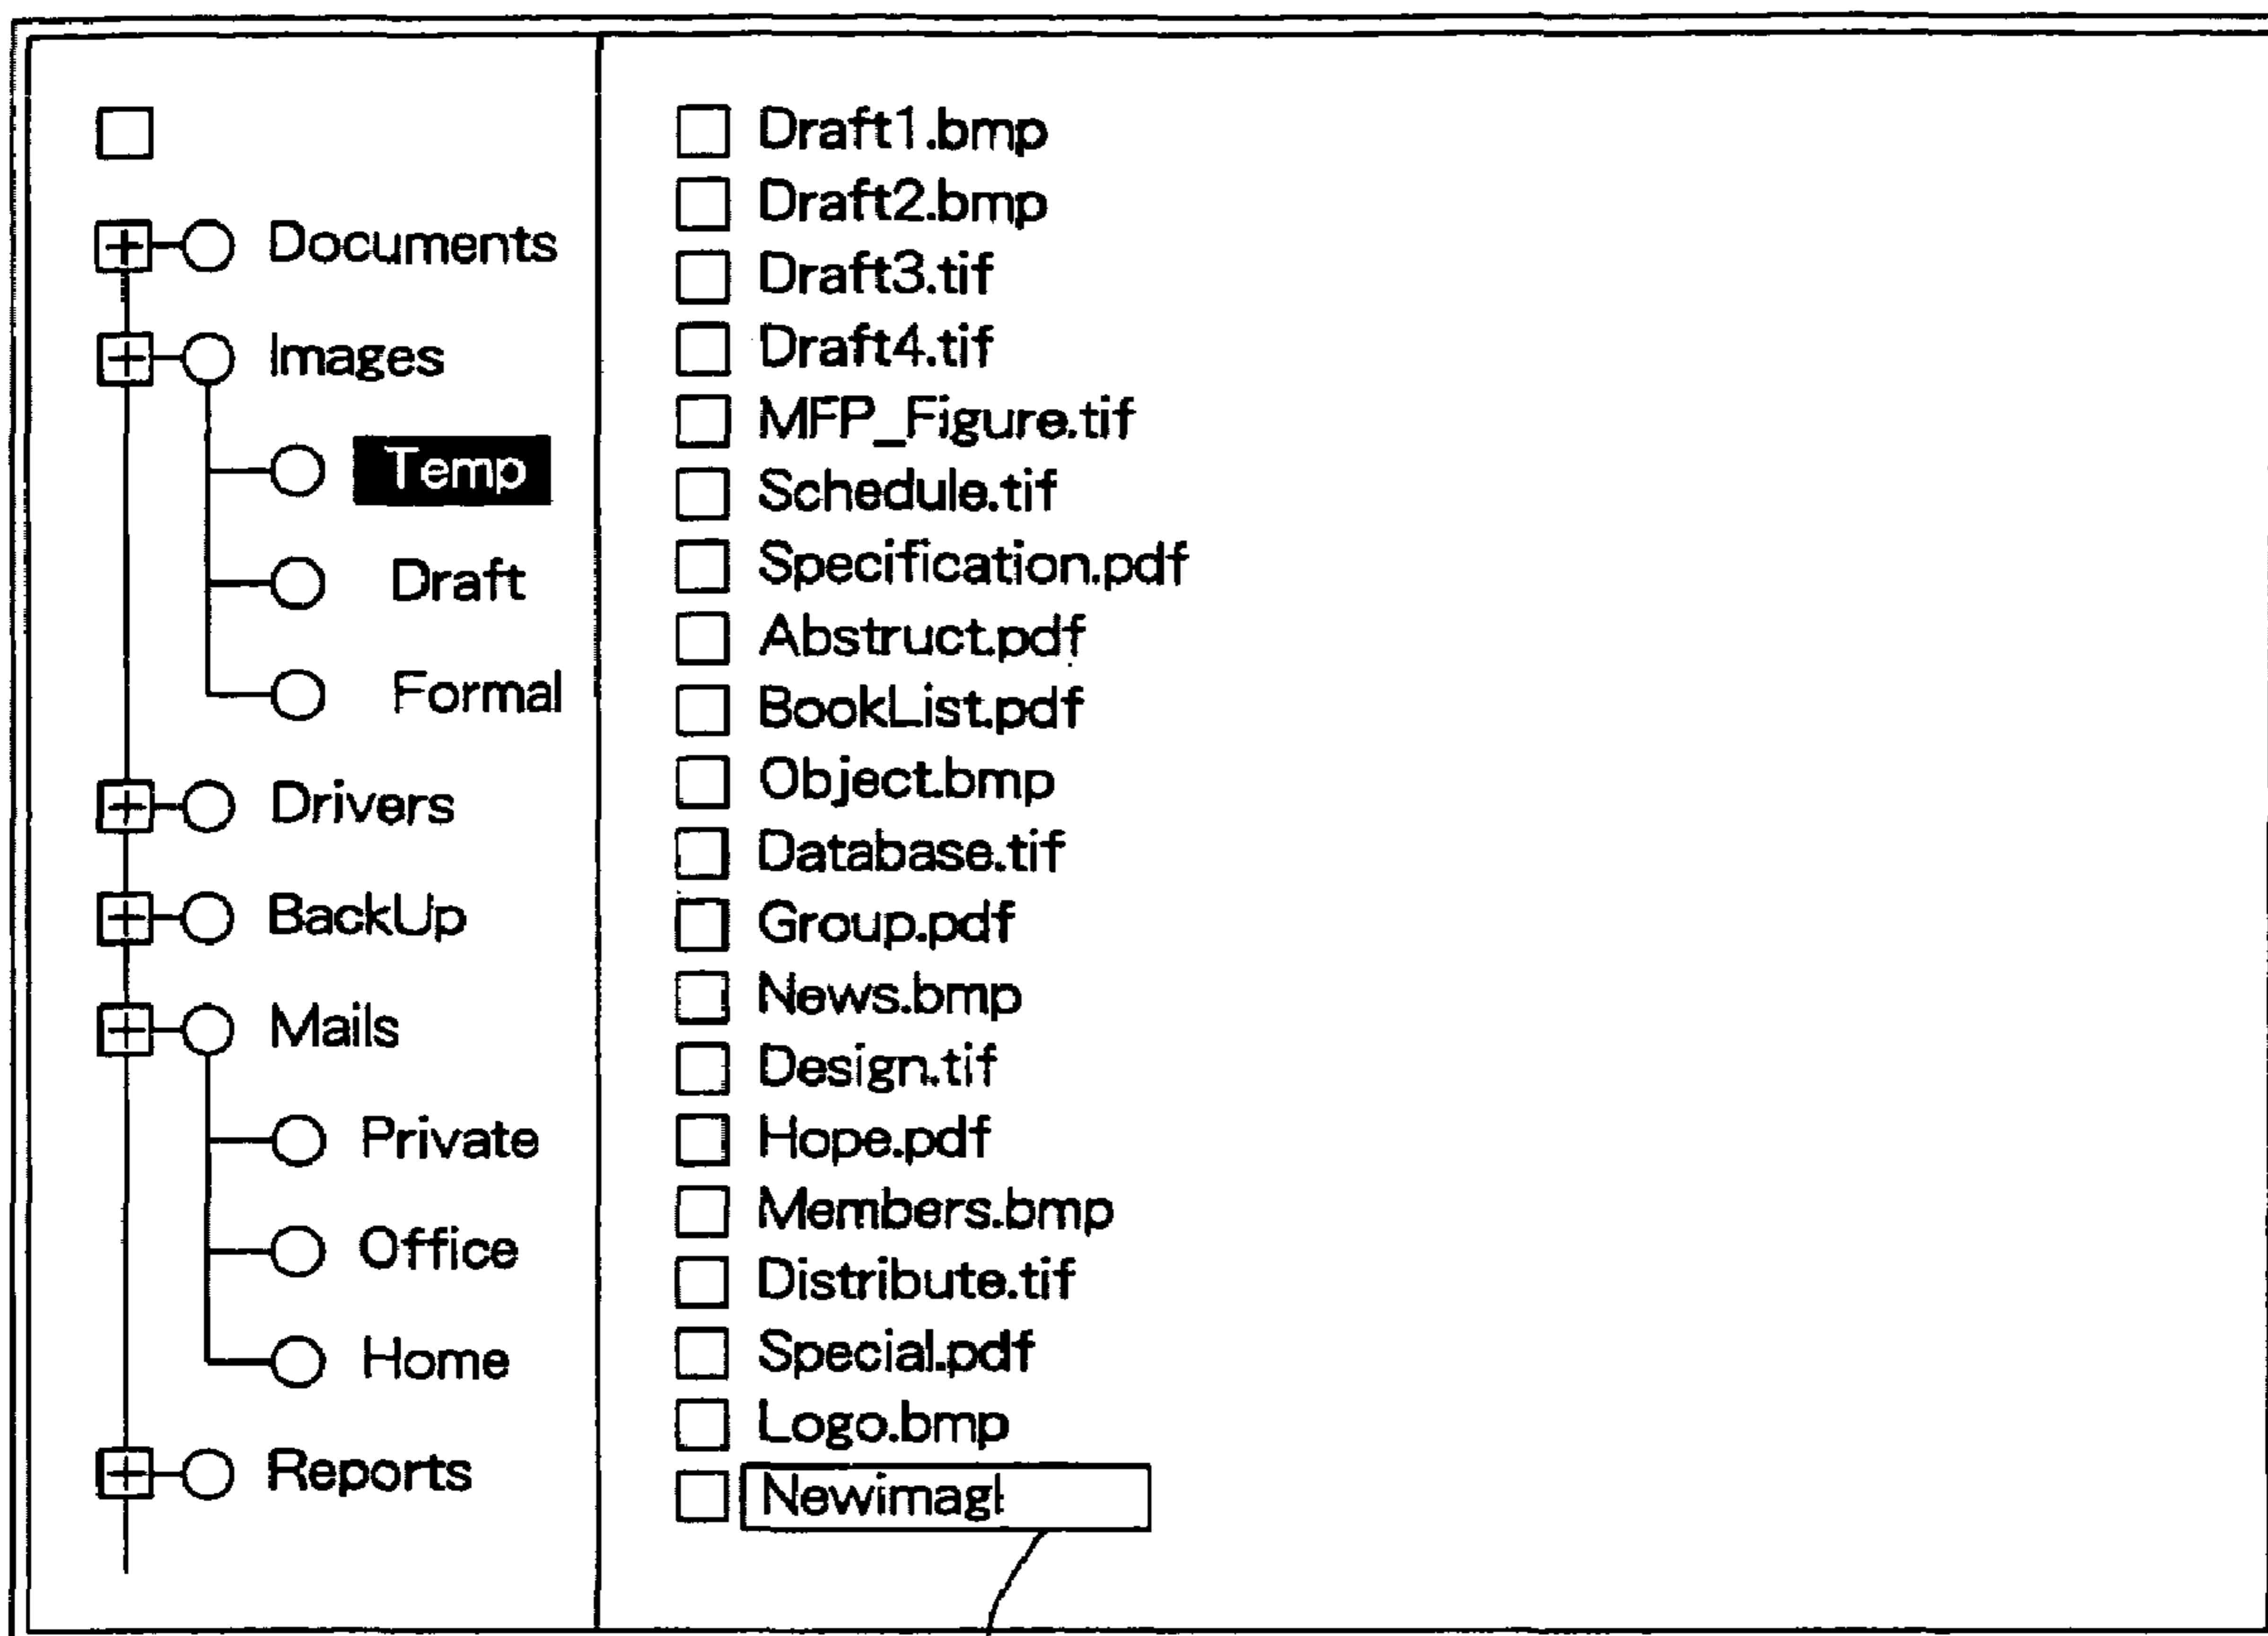 Documents
Images
Temp
Draft
Formal
Drivers
BackUp
Mails
Private
Office
Home
Reports
Draft1.bmp
Draft2.bmp
Draft3.tif
Draft4.tif
MFP_Figure.tif
Schedule.tif
Specification.pdf
Abstruct.pdf
BookList.pdf
Object.bmp
Database.tif
Group.pdf
News.bmp
Design.tif
Hope.pdf
Members.bmp
Distribute.tif
Special.pdf
Logo.bmp
Newimag